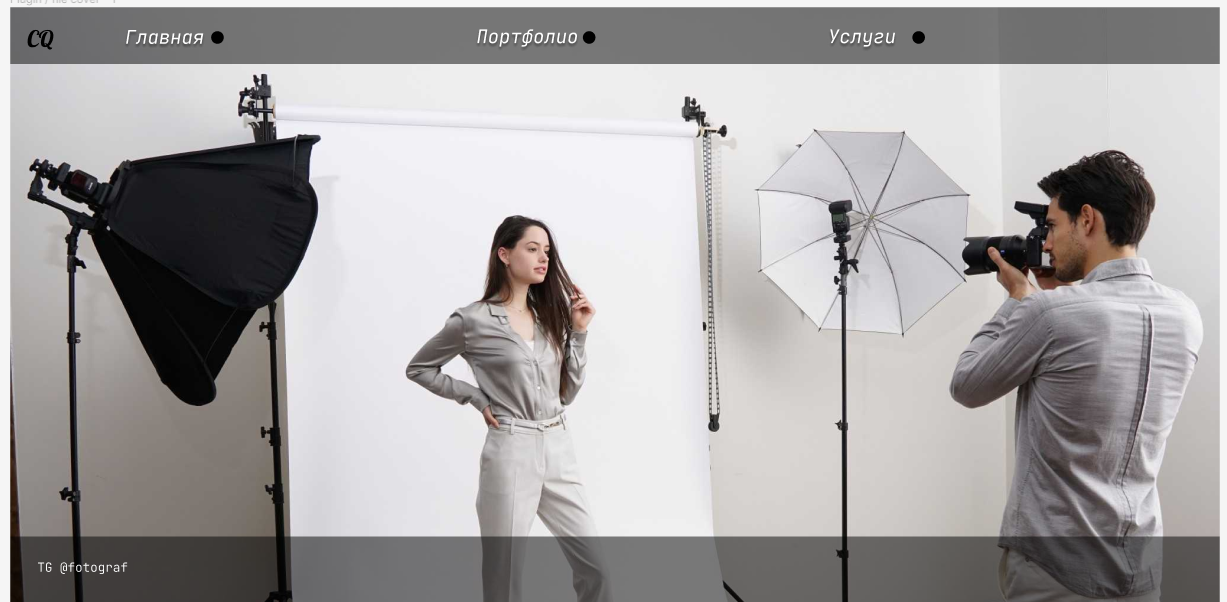 CQ
Главная
Портфолио
Услуги
TG @fotograf